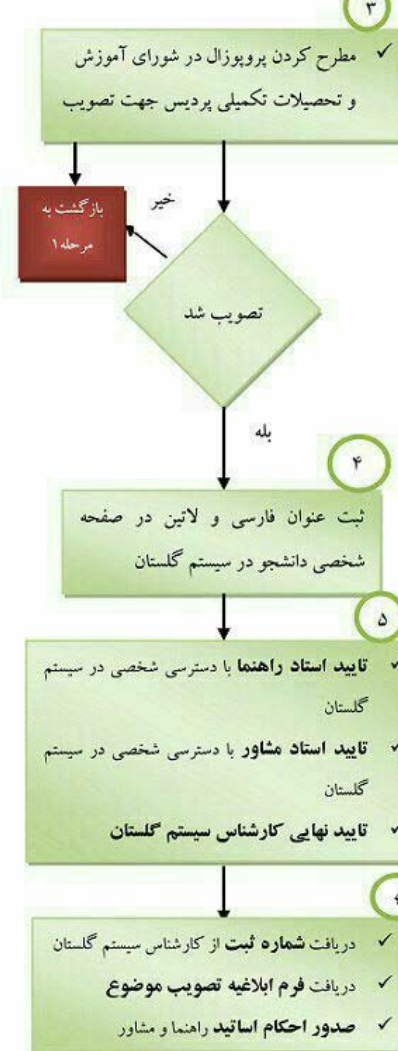 ۳
✓ مطرح کردن پروپوزال در شورای آموزش
و تحصیلات تکمیلی پردیس جهت تصویب
بازگشت به
مرحله۱
خیر
تصویب شد
بله
۴
ثبت عنوان فارسی و لاتین در صفحه
شخصی دانشجو در سیستم گلستان
۵
✓ تایید استاد راهنما با دسترسی شخصی در سیستم
گلستان
✓ تایید استاد مشاور با دسترسی شخصی در سیستم
گلستان
✓ تایید نهایی کارشناس سیستم گلستان
✓ دریافت شماره ثبت از کارشناس سیستم گلستان
✓ دریافت فرم ابلاغیه تصویب موضوع
✓ صدور احکام اساتید راهنما و مشاور